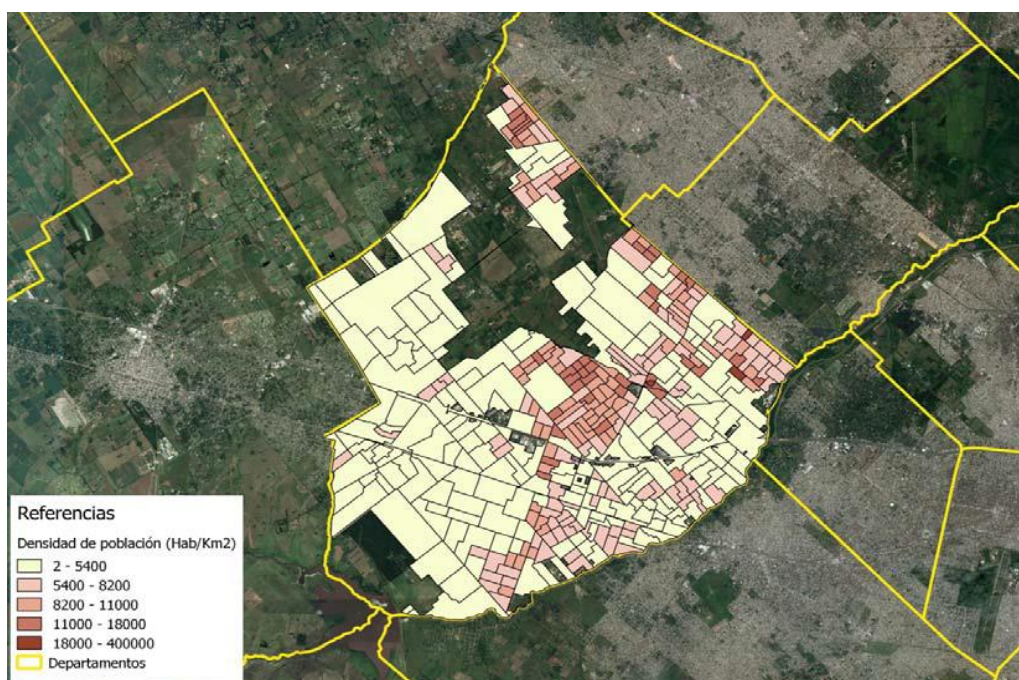 Referencias
Densidad de población (Hab/Km2)
2 - 5400
5400 - 8200
8200 - 11000
11000 - 18000
18000 - 400000
Departamentos